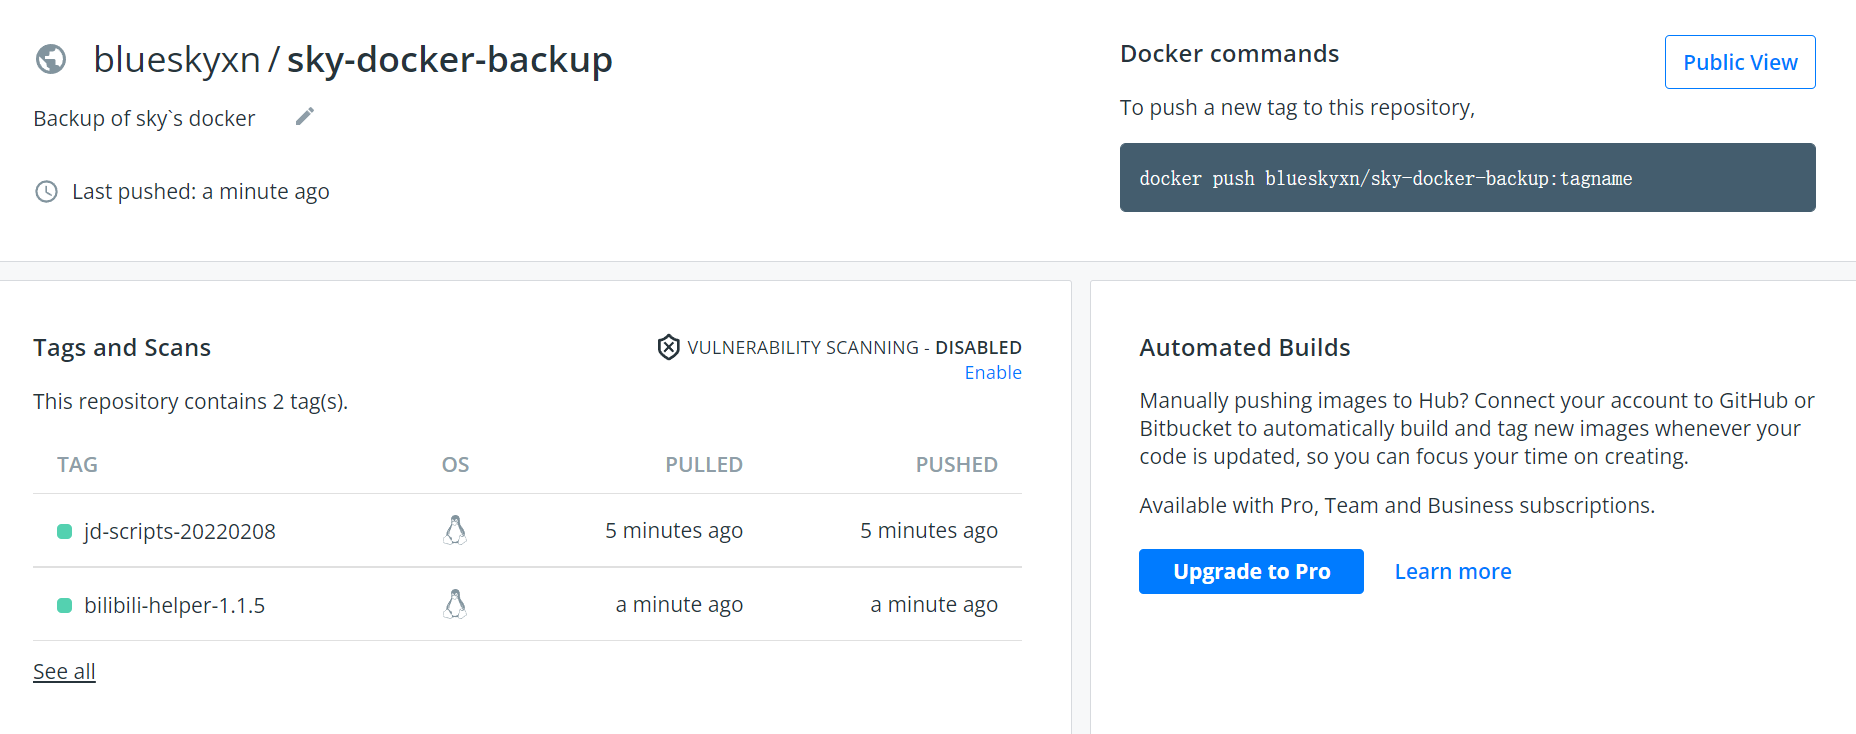 blueskyxn / sky-docker-backup
Backup of sky`s docker
Last pushed: a minute ago
Docker commands
Public View
To push a new tag to this repository,
docker push blueskyxn/sky-docker-backup:tagname
Tags and Scans
VULNERABILITY SCANNING - DISABLED
Enable
This repository contains 2 tag(s).
TAG OS PULLED PUSHED
jd-scripts-20220208 5 minutes ago 5 minutes ago
bilibili-helper-1.1.5 a minute ago a minute ago
See all
Automated Builds
Manually pushing images to Hub? Connect your account to GitHub or
Bitbucket to automatically build and tag new images whenever your
code is updated, so you can focus your time on creating.
Available with Pro, Team and Business subscriptions.
Upgrade to Pro Learn more